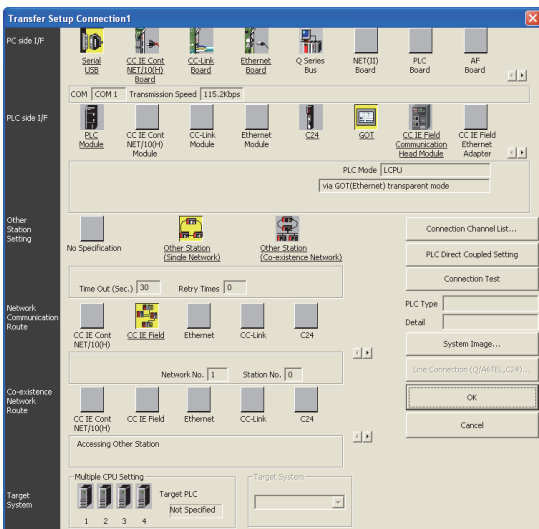 Transfer Setup Connection1
PC side I/F
Serial USB
CC IE Cont NET/10(H) Board
CC-Link Board
Ethernet Board
Q Series Bus
NET(II) Board
PLC Board
AF Board
COM COM 1 Transmission Speed 115.2Kbps
PLC side I/F
PLC Module
CC IE Cont NET/10(H) Module
CC-Link Module
Ethernet Module
C24
GOT
CC IE Field Communication Head Module
CC IE Field Ethernet Adapter
PLC Mode LCPU
via GOT(Ethernet) transparent mode
Other Station Setting
No Specification
Other Station (Single Network)
Other Station (Co-existence Network)
Time Out (Sec.) 30 Retry Times 0
Connection Channel List...
PLC Direct Coupled Setting
Connection Test
PLC Type
Detail
System Image...
Line Connection (Q/A6TEL,C24)...
OK
Cancel
Network Communication Route
CC IE Cont NET/10(H)
CC IE Field
Ethernet
CC-Link
C24
Network No. 1 Station No. 0
Co-existence Network Route
CC IE Cont NET/10(H)
CC IE Field
Ethernet
CC-Link
C24
Accessing Other Station
Target System
Multiple CPU Setting
1 2 3 4
Target PLC
Not Specified
Target System